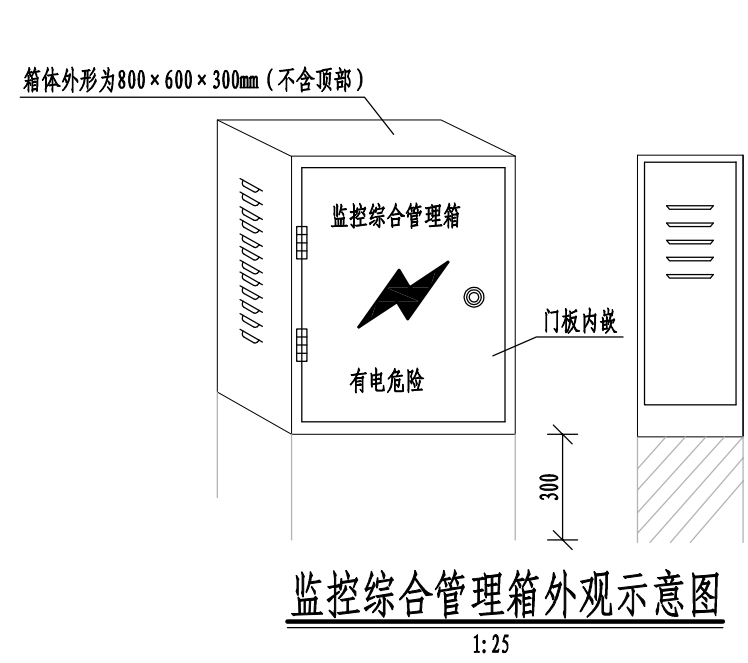 箱体外形为800×600×300mm（不含顶部）
监控综合管理箱
门板内嵌
有电危险
300
监控综合管理箱外观示意图
1:25